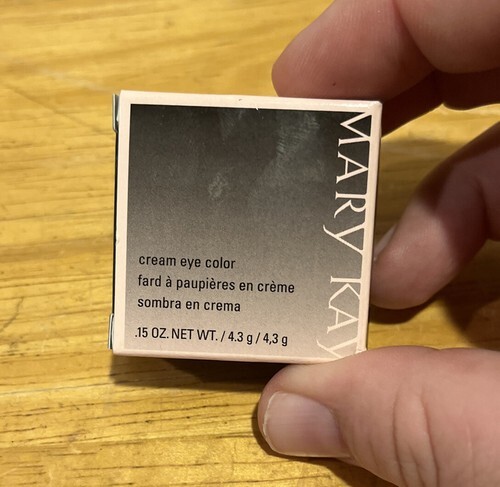 cream eye color
fard à paupières en crème
sombra en crema
.15 OZ. NET WT. / 4.3 g / 4,3 g
MARY KAY